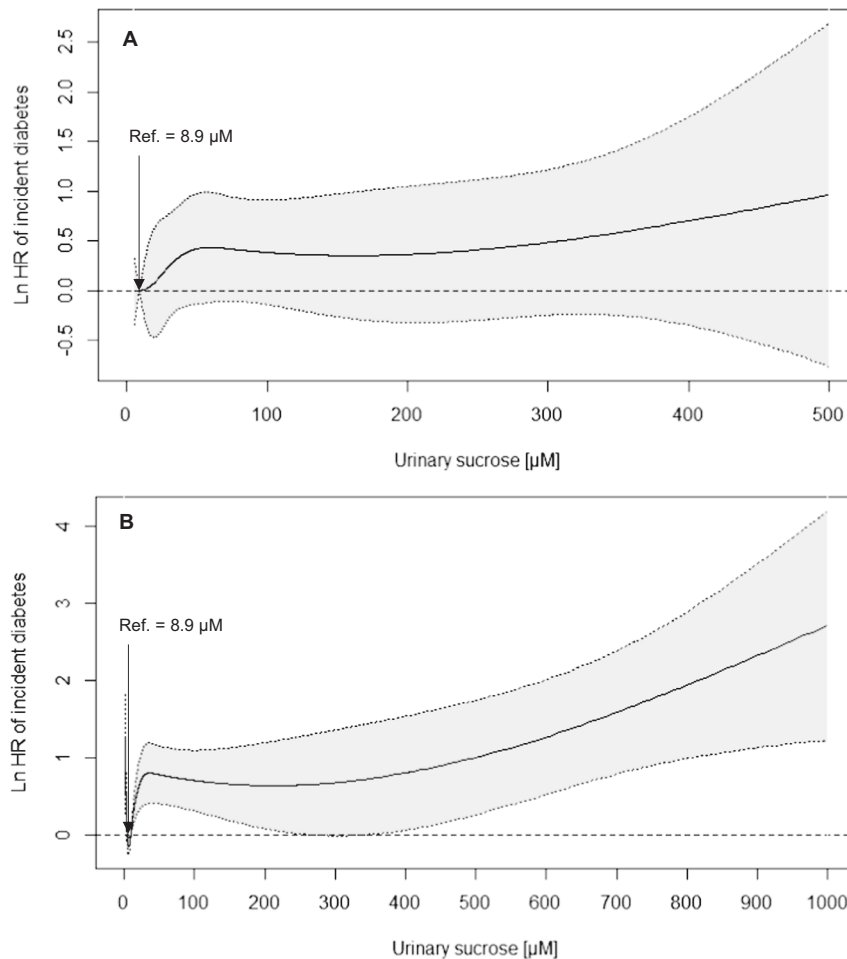 A
Ref. = 8.9 µM
Ln HR of incident diabetes
2.5
2.0
1.5
1.0
0.5
0.0
-0.5
0 100 200 300 400 500
Urinary sucrose [µM]
B
Ref. = 8.9 µM
Ln HR of incident diabetes
4
3
2
1
0
0 100 200 300 400 500 600 700 800 900 1000
Urinary sucrose [µM]